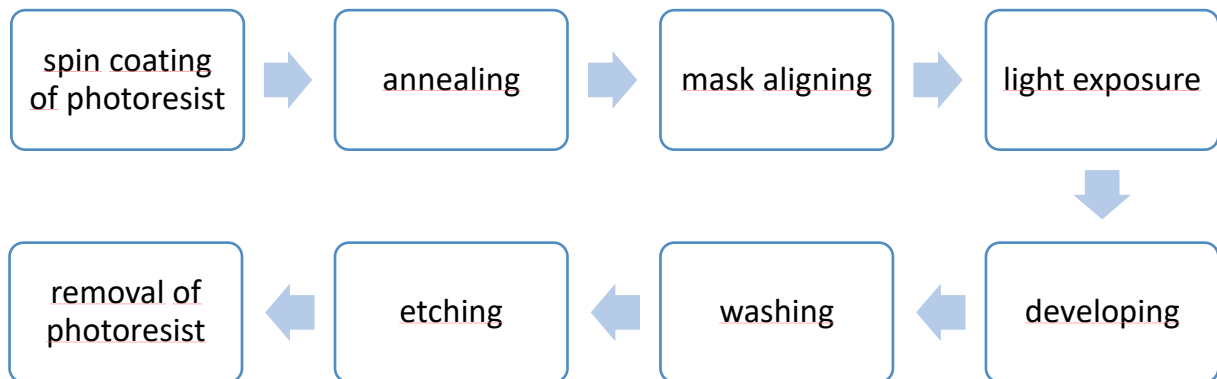 spin coating
of photoresist
annealing
mask aligning
light exposure
developing
washing
etching
removal of
photoresist